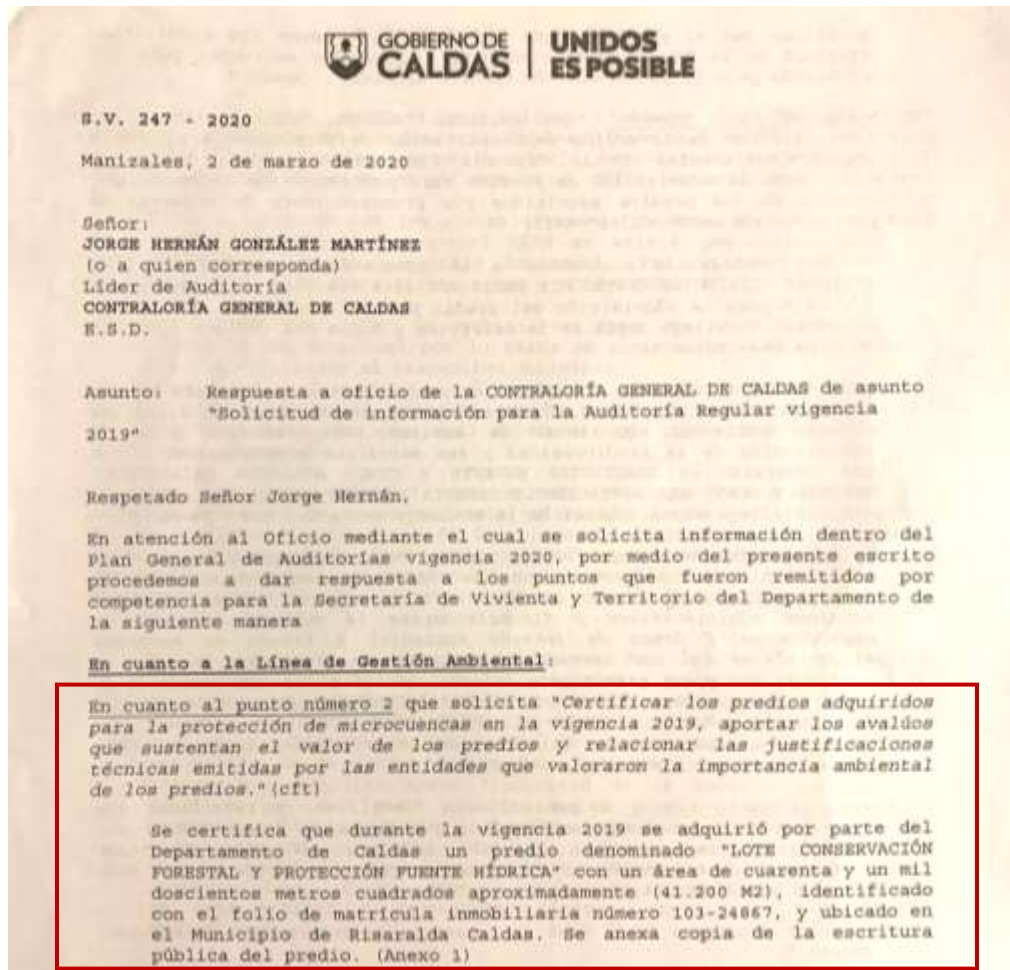 GOBIERNO DE CALDAS | UNIDOS ES POSIBLE
S.V. 247 - 2020
Manizales, 2 de marzo de 2020
Señor:
JORGE HERNÁN GONZÁLEZ MARTÍNEZ
(o a quien corresponda)
Líder de Auditoría
CONTRALORÍA GENERAL DE CALDAS
E.S.D.
Asunto: Respuesta a oficio de la CONTRALORÍA GENERAL DE CALDAS de asunto
"Solicitud de información para la Auditoría Regular vigencia
2019"
Respetado Señor Jorge Hernán,
En atención al Oficio mediante el cual se solicita información dentro del
Plan General de Auditorías vigencia 2020, por medio del presente escrito
procedemos a dar respuesta a los puntos que fueron remitidos por
competencia para la Secretaría de Vivienta y Territorio del Departamento de
la siguiente manera
En cuanto a la Línea de Gestión Ambiental:
En cuanto al punto número 2 que solicita "Certificar los predios adquiridos
para la protección de microcuencas en la vigencia 2019, aportar los avalúos
que sustentan el valor de los predios y relacionar las justificaciones
técnicas emitidas por las entidades que valoraron la importancia ambiental
de los predios."(cft)
Se certifica que durante la vigencia 2019 se adquirió por parte del
Departamento de Caldas un predio denominado "LOTE CONSERVACIÓN
FORESTAL Y PROTECCIÓN FUENTE HÍDRICA" con un área de cuarenta y un mil
doscientos metros cuadrados aproximadamente (41.200 M2), identificado
con el folio de matrícula inmobiliaria número 103-24867, y ubicado en
el Municipio de Risaralda Caldas. Se anexa copia de la escritura
pública del predio. (Anexo 1)